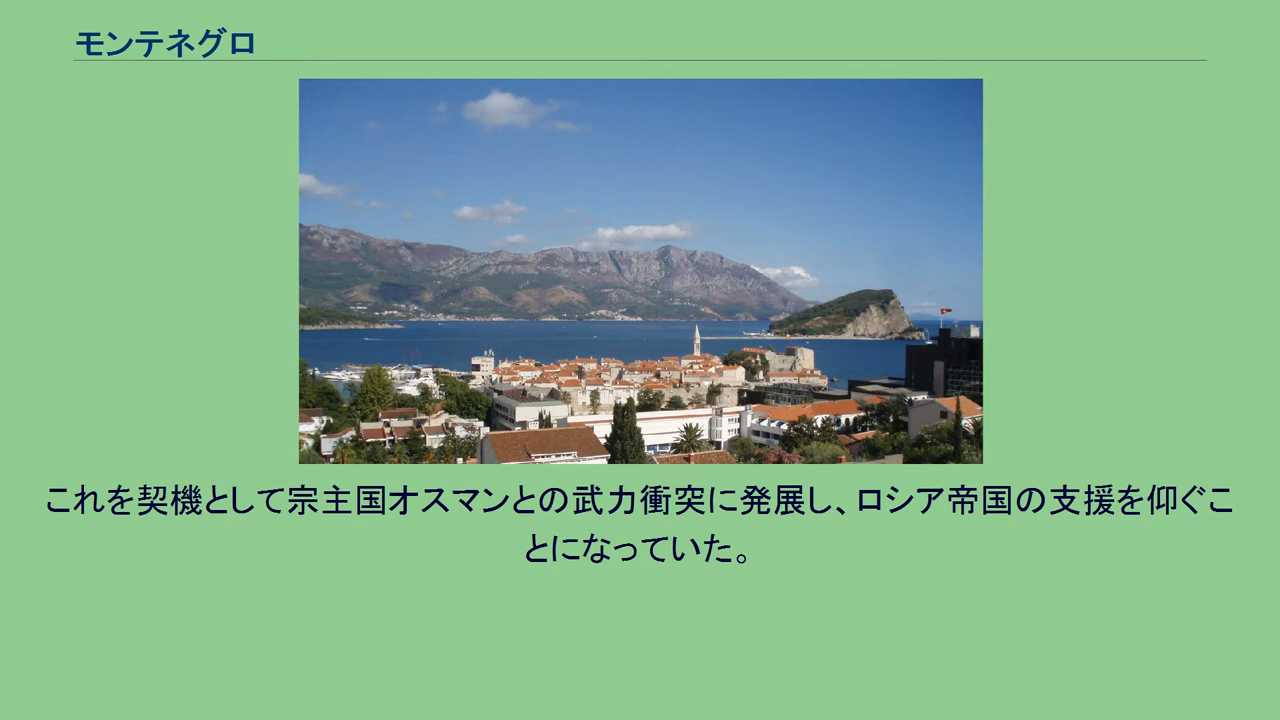 モンテネグロ
これを契機として宗主国オスマンとの武力衝突に発展し、ロシア帝国の支援を仰ぐこ
とになっていた。